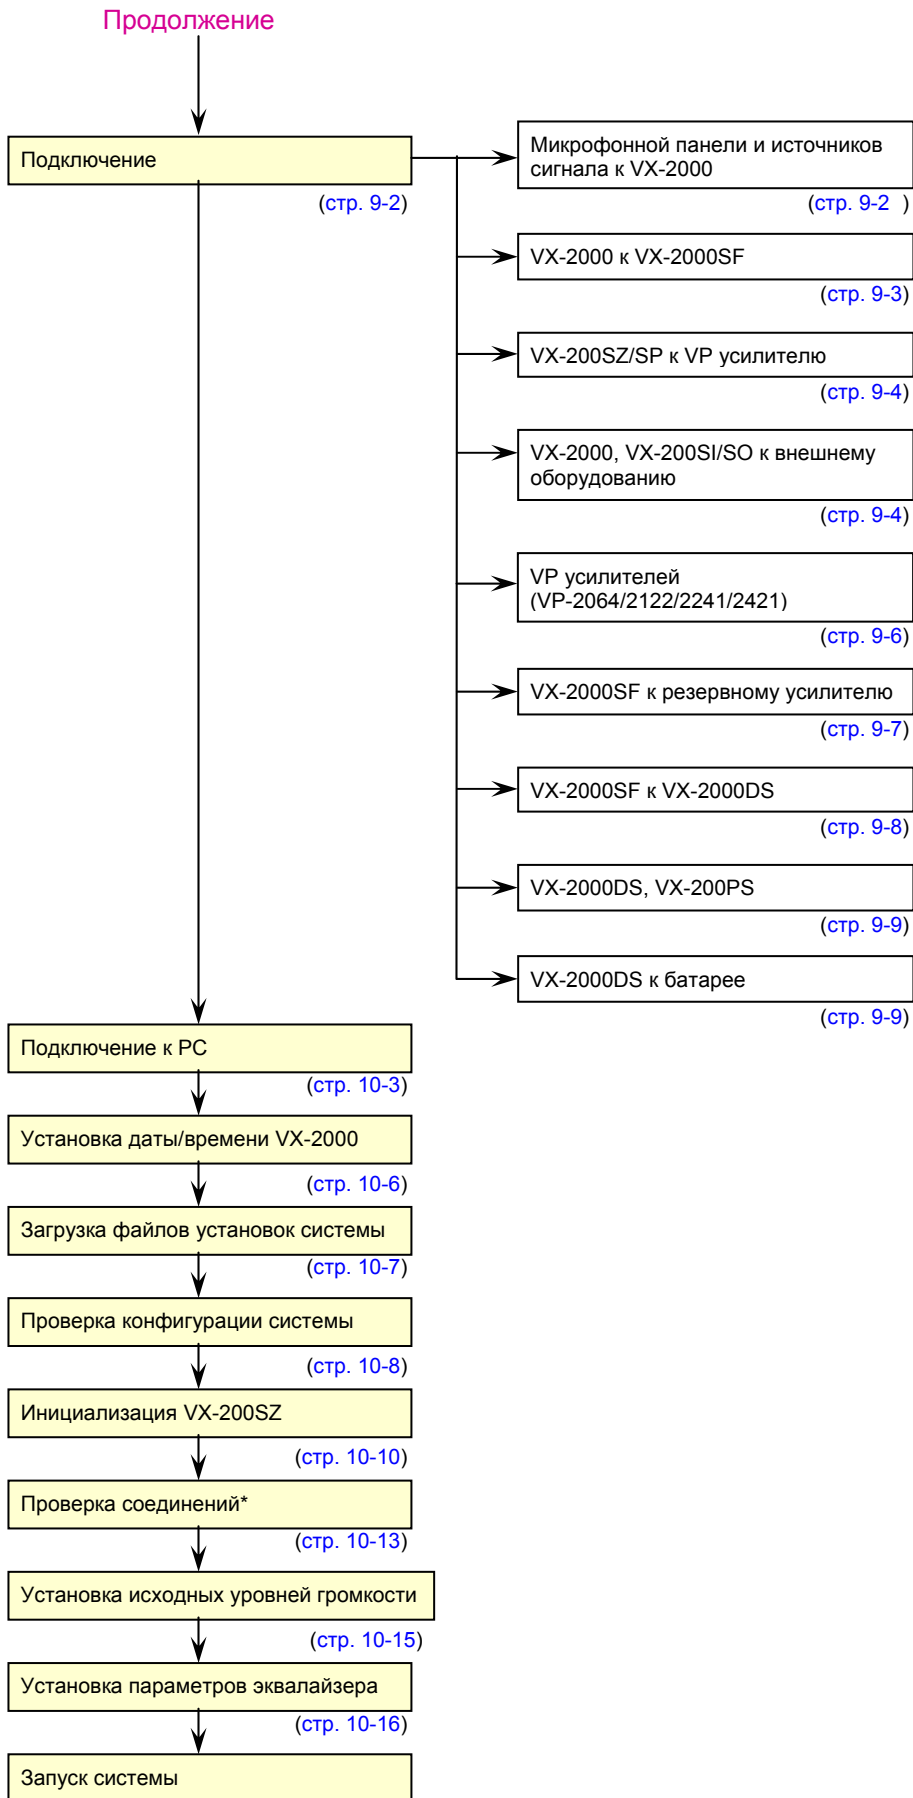 Продолжение
Подключение
(стр. 9-2)
Микрофонной панели и источников
сигнала к VX-2000
(стр. 9-2 )
VX-2000 к VX-2000SF
(стр. 9-3)
VX-200SZ/SP к VP усилителю
(стр. 9-4)
VX-2000, VX-200SI/SO к внешнему
оборудованию
(стр. 9-4)
VP усилителей
(VP-2064/2122/2241/2421)
(стр. 9-6)
VX-2000SF к резервному усилителю
(стр. 9-7)
VX-2000SF к VX-2000DS
(стр. 9-8)
VX-2000DS, VX-200PS
(стр. 9-9)
VX-2000DS к батарее
(стр. 9-9)
Подключение к PC
(стр. 10-3)
Установка даты/времени VX-2000
(стр. 10-6)
Загрузка файлов установок системы
(стр. 10-7)
Проверка конфигурации системы
(стр. 10-8)
Инициализация VX-200SZ
(стр. 10-10)
Проверка соединений*
(стр. 10-13)
Установка исходных уровней громкости
(стр. 10-15)
Установка параметров эквалайзера
(стр. 10-16)
Запуск системы